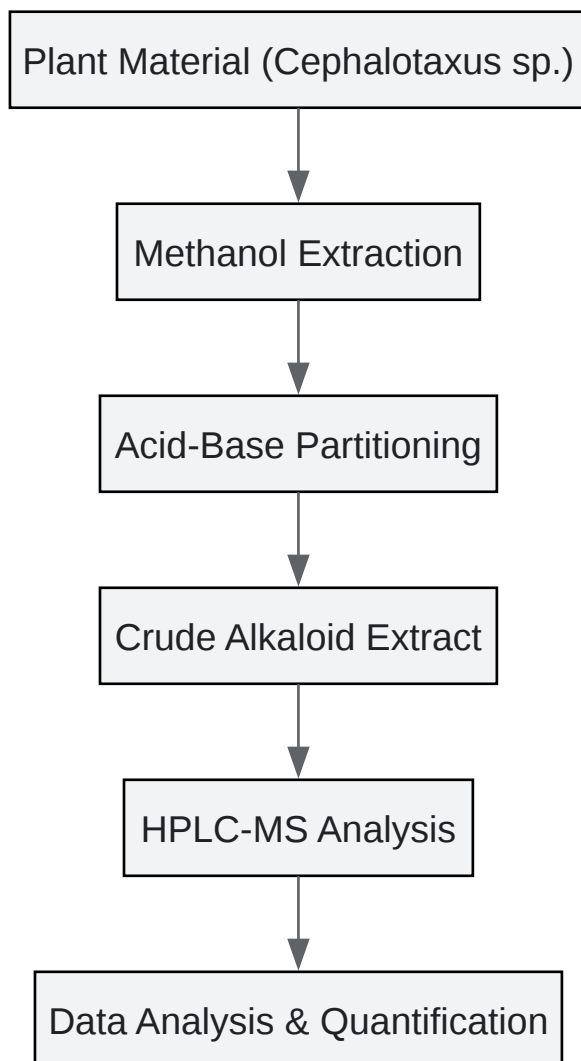 Plant Material (Cephalotaxus sp.)
Methanol Extraction
Acid-Base Partitioning
Crude Alkaloid Extract
HPLC-MS Analysis
Data Analysis & Quantification